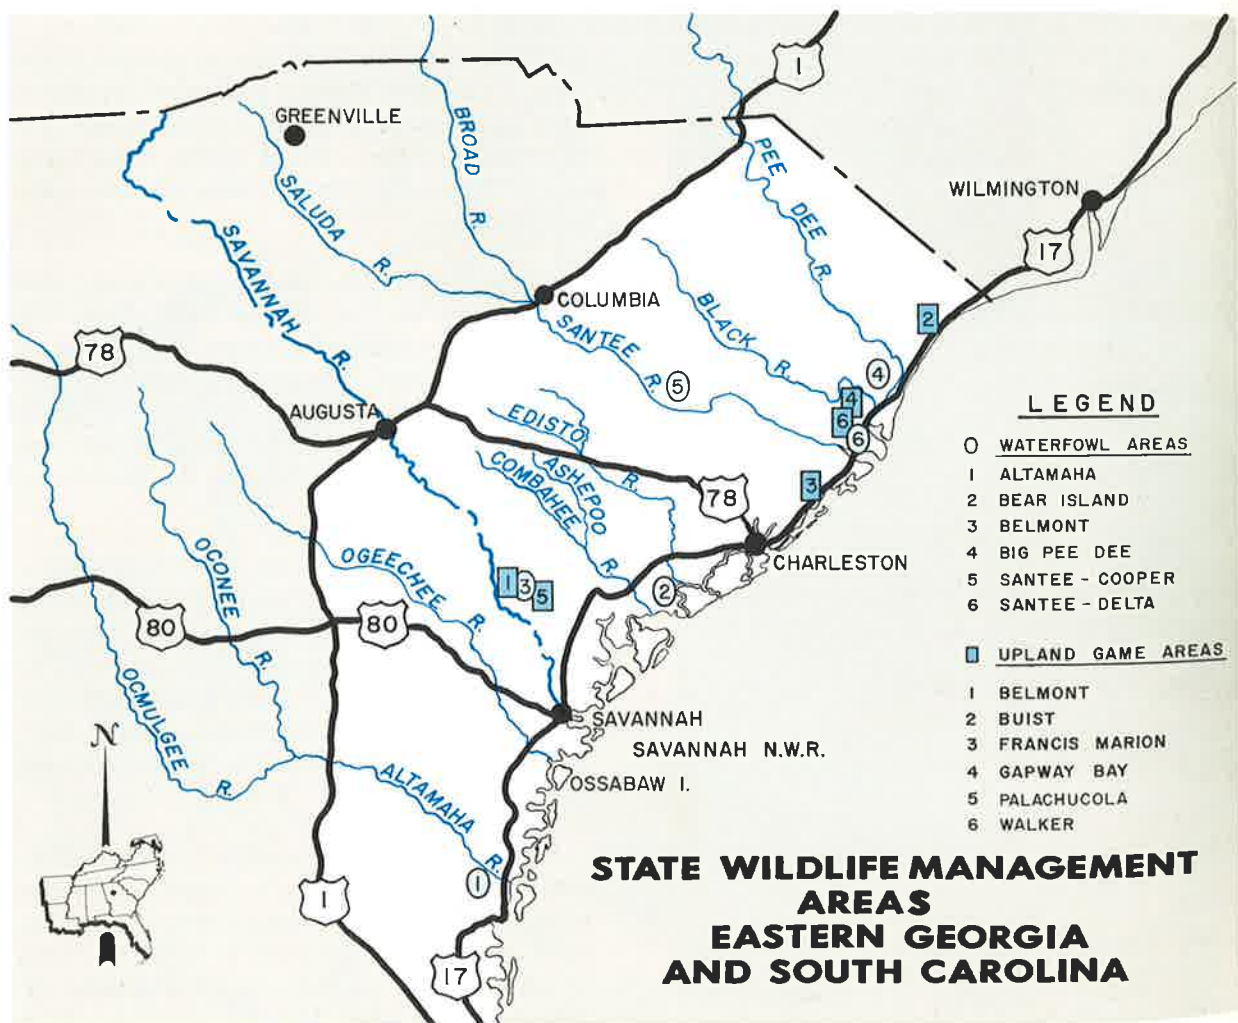 1
GREENVILLE
BROAD
R.
PEE
DEE
R.
WILMINGTON
17
SALUDA
R.
SAVANNAH
R.
COLUMBIA
SANTEE
R.
5
BLACK
R.
2
4
4
6
6
78
AUGUSTA
EDISTO
R.
ASHEPOO
COMBAHEE
R.
78
3
CHARLESTON
OCONEE
R.
OGEECHEE
R.
1
3
5
2
80
80
OCMULGEE
R.
SAVANNAH
SAVANNAH N.W.R.
OSSABAW I.
ALTAMAHA
R.
1
N
1
17
LEGEND
WATERFOWL AREAS
1 ALTAMAHA
2 BEAR ISLAND
3 BELMONT
4 BIG PEE DEE
5 SANTEE - COOPER
6 SANTEE - DELTA
UPLAND GAME AREAS
1 BELMONT
2 BUIST
3 FRANCIS MARION
4 GAPWAY BAY
5 PALACHUCOLA
6 WALKER
STATE WILDLIFE MANAGEMENT
AREAS
EASTERN GEORGIA
AND SOUTH CAROLINA